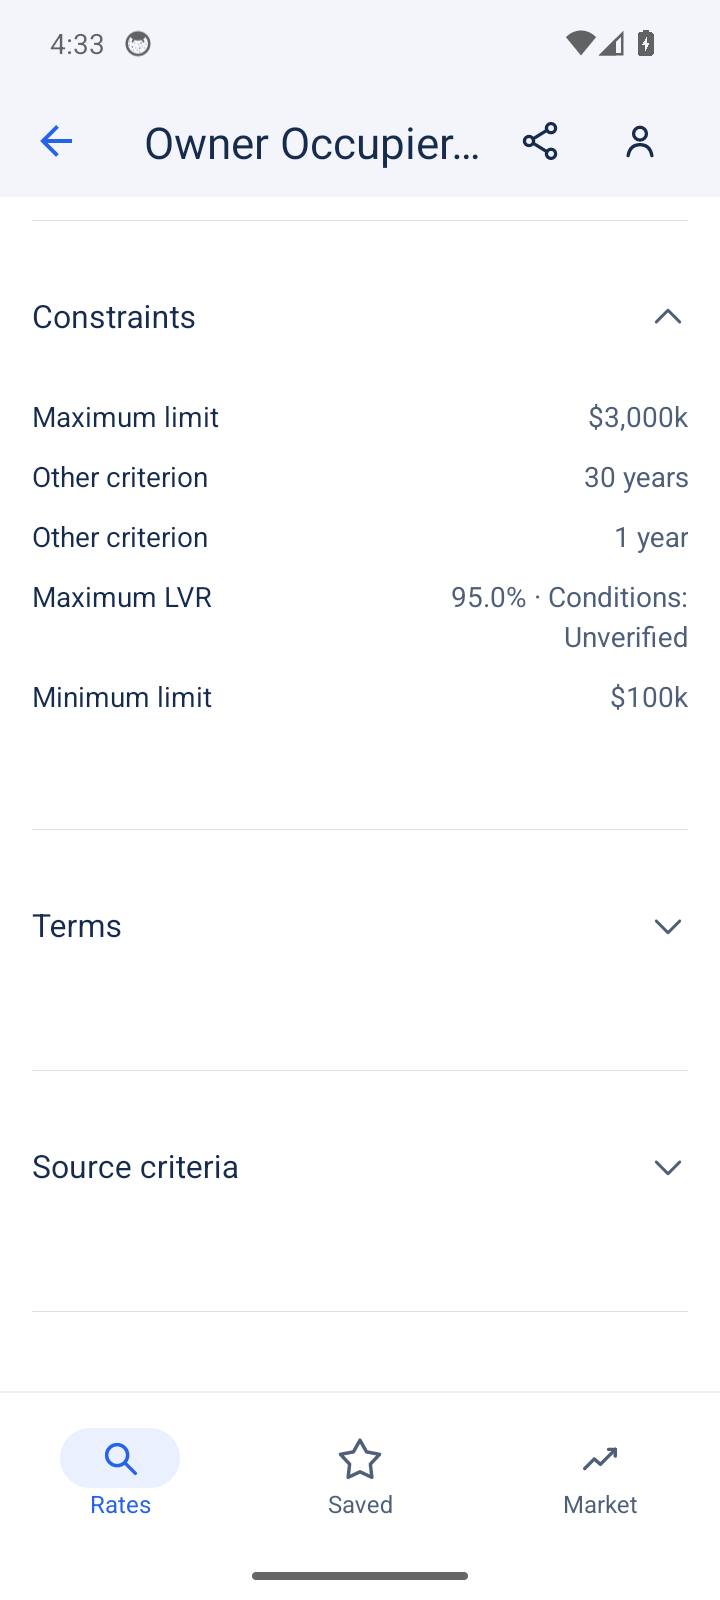 4:33
Owner Occupier...
Constraints
Maximum limit $3,000k
Other criterion 30 years
Other criterion 1 year
Maximum LVR 95.0% · Conditions:
Unverified
Minimum limit $100k
Terms
Source criteria
Rates Saved Market